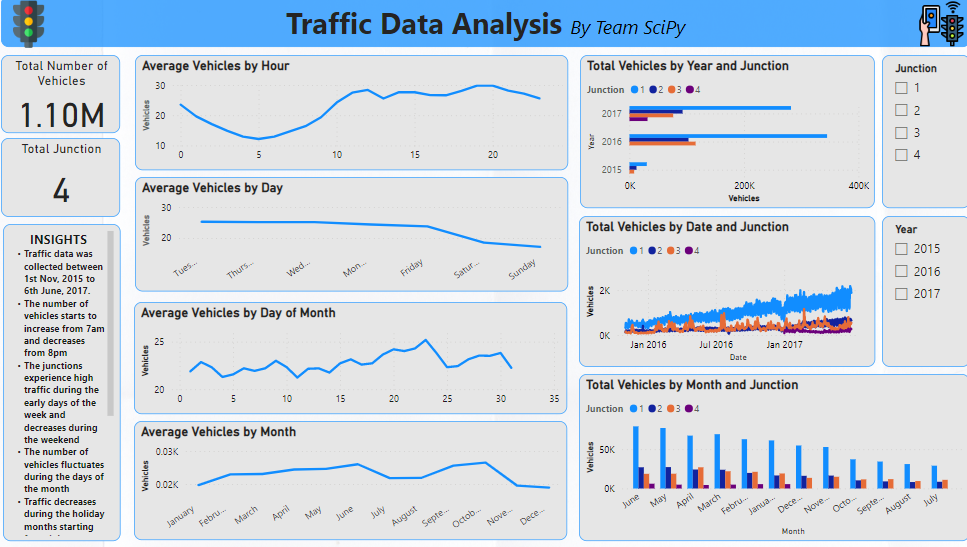 Traffic Data Analysis By Team SciPy
Total Number of
Vehicles
1.10M
Total Junction
4
INSIGHTS
• Traffic data was
collected between
1st Nov, 2015 to
6th June, 2017.
• The number of
vehicles starts to
increase from 7am
and decreases
from 8pm
• The junctions
experience high
traffic during the
early days of the
week and
decreases during
the weekend
• The number of
vehicles fluctuates
during the days of
the month
• Traffic decreases
during the holiday
months starting
Average Vehicles by Hour
Vehicles
30
20
10
0 5 10 15 20
Average Vehicles by Day
Vehicles
30
20
Tues... Thurs... Wed... Mon... Friday Satur... Sunday
Average Vehicles by Day of Month
Vehicles
25
20
0 5 10 15 20 25 30 35
Average Vehicles by Month
Vehicles
0.03K
0.02K
January Febru... March April May June July August Septe... Octob... Nove... Dece...
Total Vehicles by Year and Junction
Junction 1 2 3 4
Year
2017
2016
2015
0K 200K 400K
Vehicles
Total Vehicles by Date and Junction
Junction 1 2 3 4
Vehicles
2K
0K
Jan 2016 Jul 2016 Jan 2017
Date
Total Vehicles by Month and Junction
Junction 1 2 3 4
Vehicles
50K
0K
June May April March Febru... Janua... Dece... Nove... Octo... Septe... August July
Month
Junction
1
2
3
4
Year
2015
2016
2017